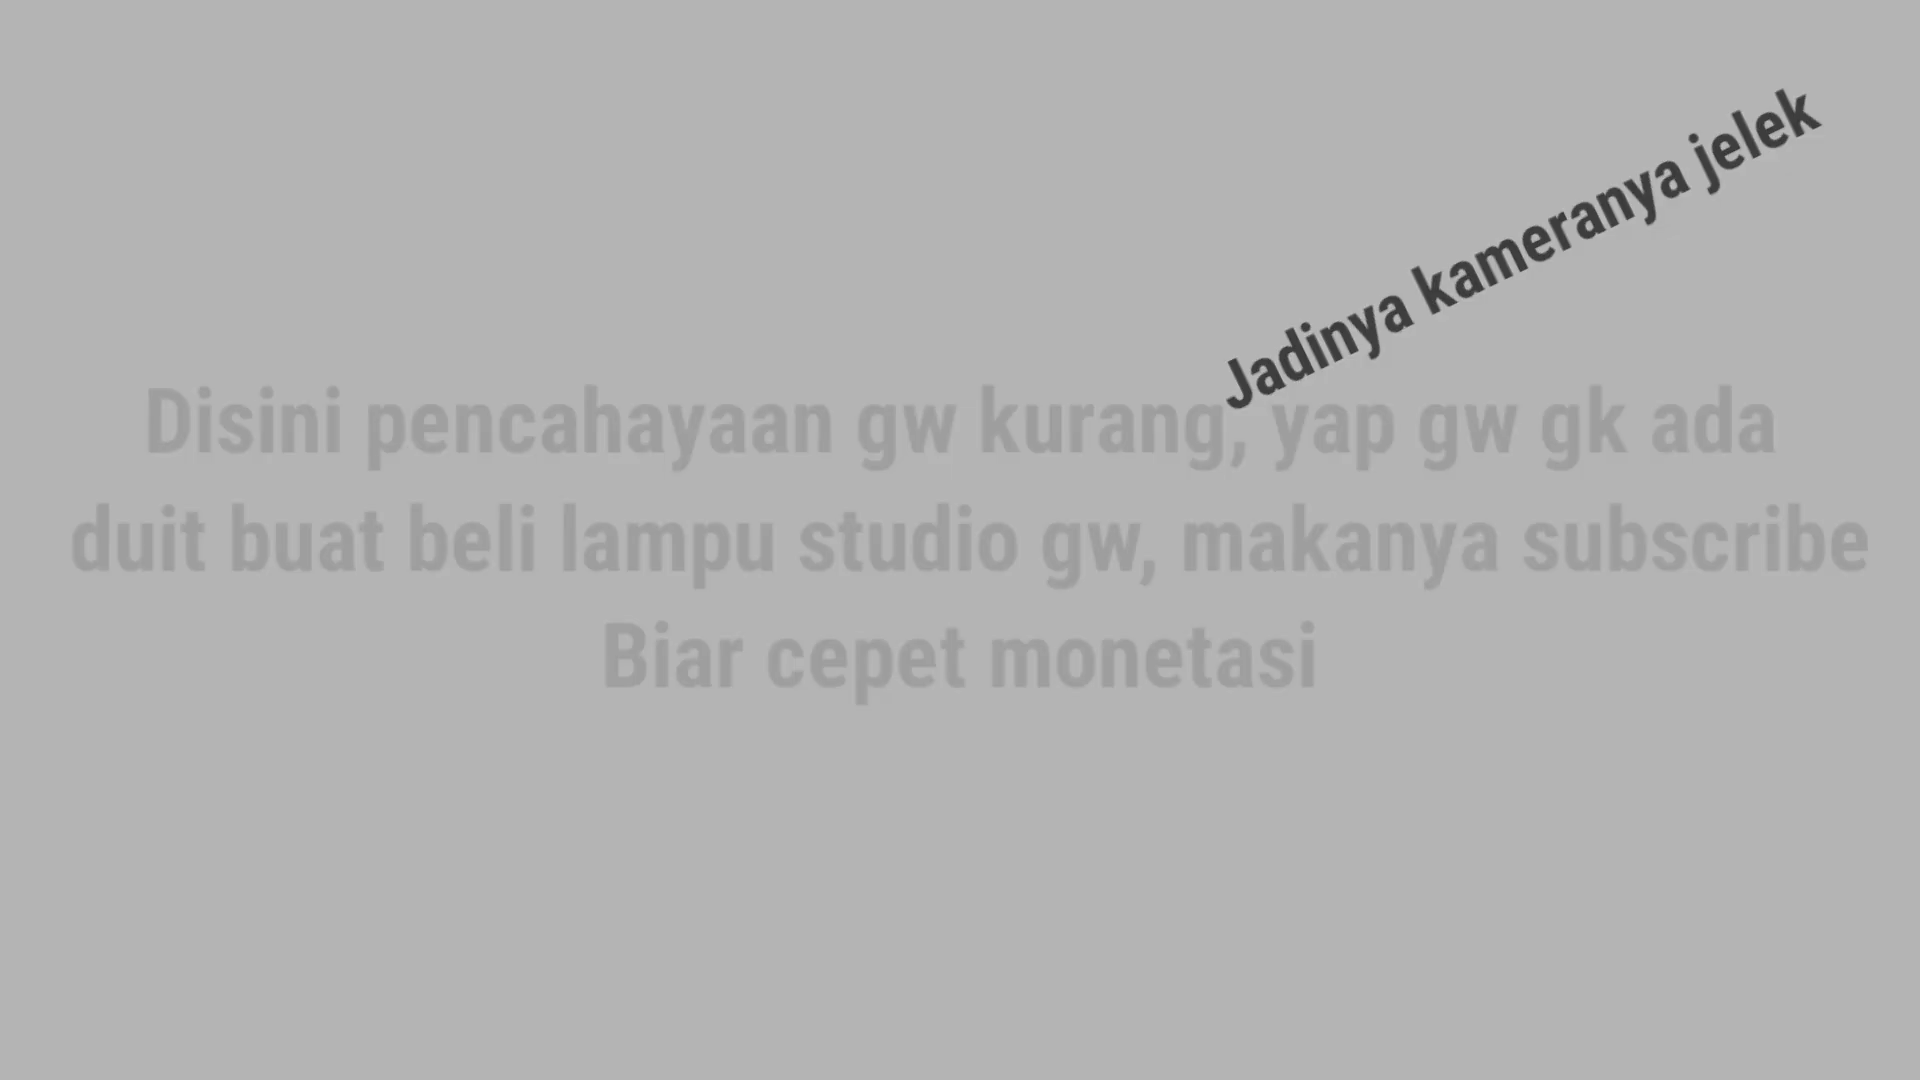 Jadinya kameranya jelek
Disini pencahayaan gw kurang, yap gw gk ada
duit buat beli lampu studio gw, makanya subscribe
Biar cepet monetasi